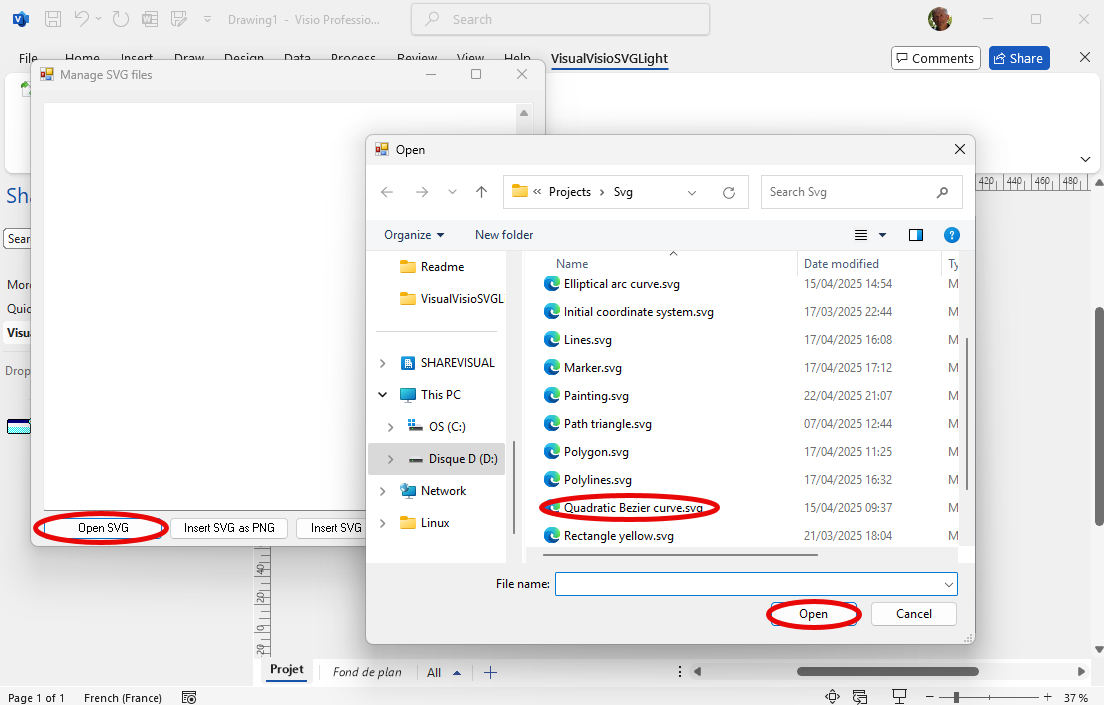 Drawing1 - Visio Professio...
Search
File Home Insert Draw Design Data Process Review View Help VisualVisioSVGLight
Comments
Share
Manage SVG files
Open
Projects Svg
Search Svg
420 440 460 480
Organize
New folder
Name Date modified
Readme
VisualVisioSVGL
SHAREVISUAL
This PC
OS (C:)
Disque D (D:)
Network
Linux
Elliptical arc curve.svg 15/04/2025 14:54 M
Initial coordinate system.svg 17/03/2025 22:44 M
Lines.svg 17/04/2025 16:08 M
Marker.svg 17/04/2025 17:12 M
Painting.svg 22/04/2025 21:07 M
Path triangle.svg 07/04/2025 12:44 M
Polygon.svg 17/04/2025 11:25 M
Polylines.svg 17/04/2025 16:32 M
Quadratic Bezier curve.svg 15/04/2025 09:37 M
Rectangle yellow.svg 21/03/2025 18:04 M
File name:
Open
Cancel
Sha
Sear
More
Quic
Visua
Drop
Open SVG
Insert SVG as PNG
Insert SVG
40
20
0
20
Projet
Fond de plan
All
Page 1 of 1
French (France)
37 %